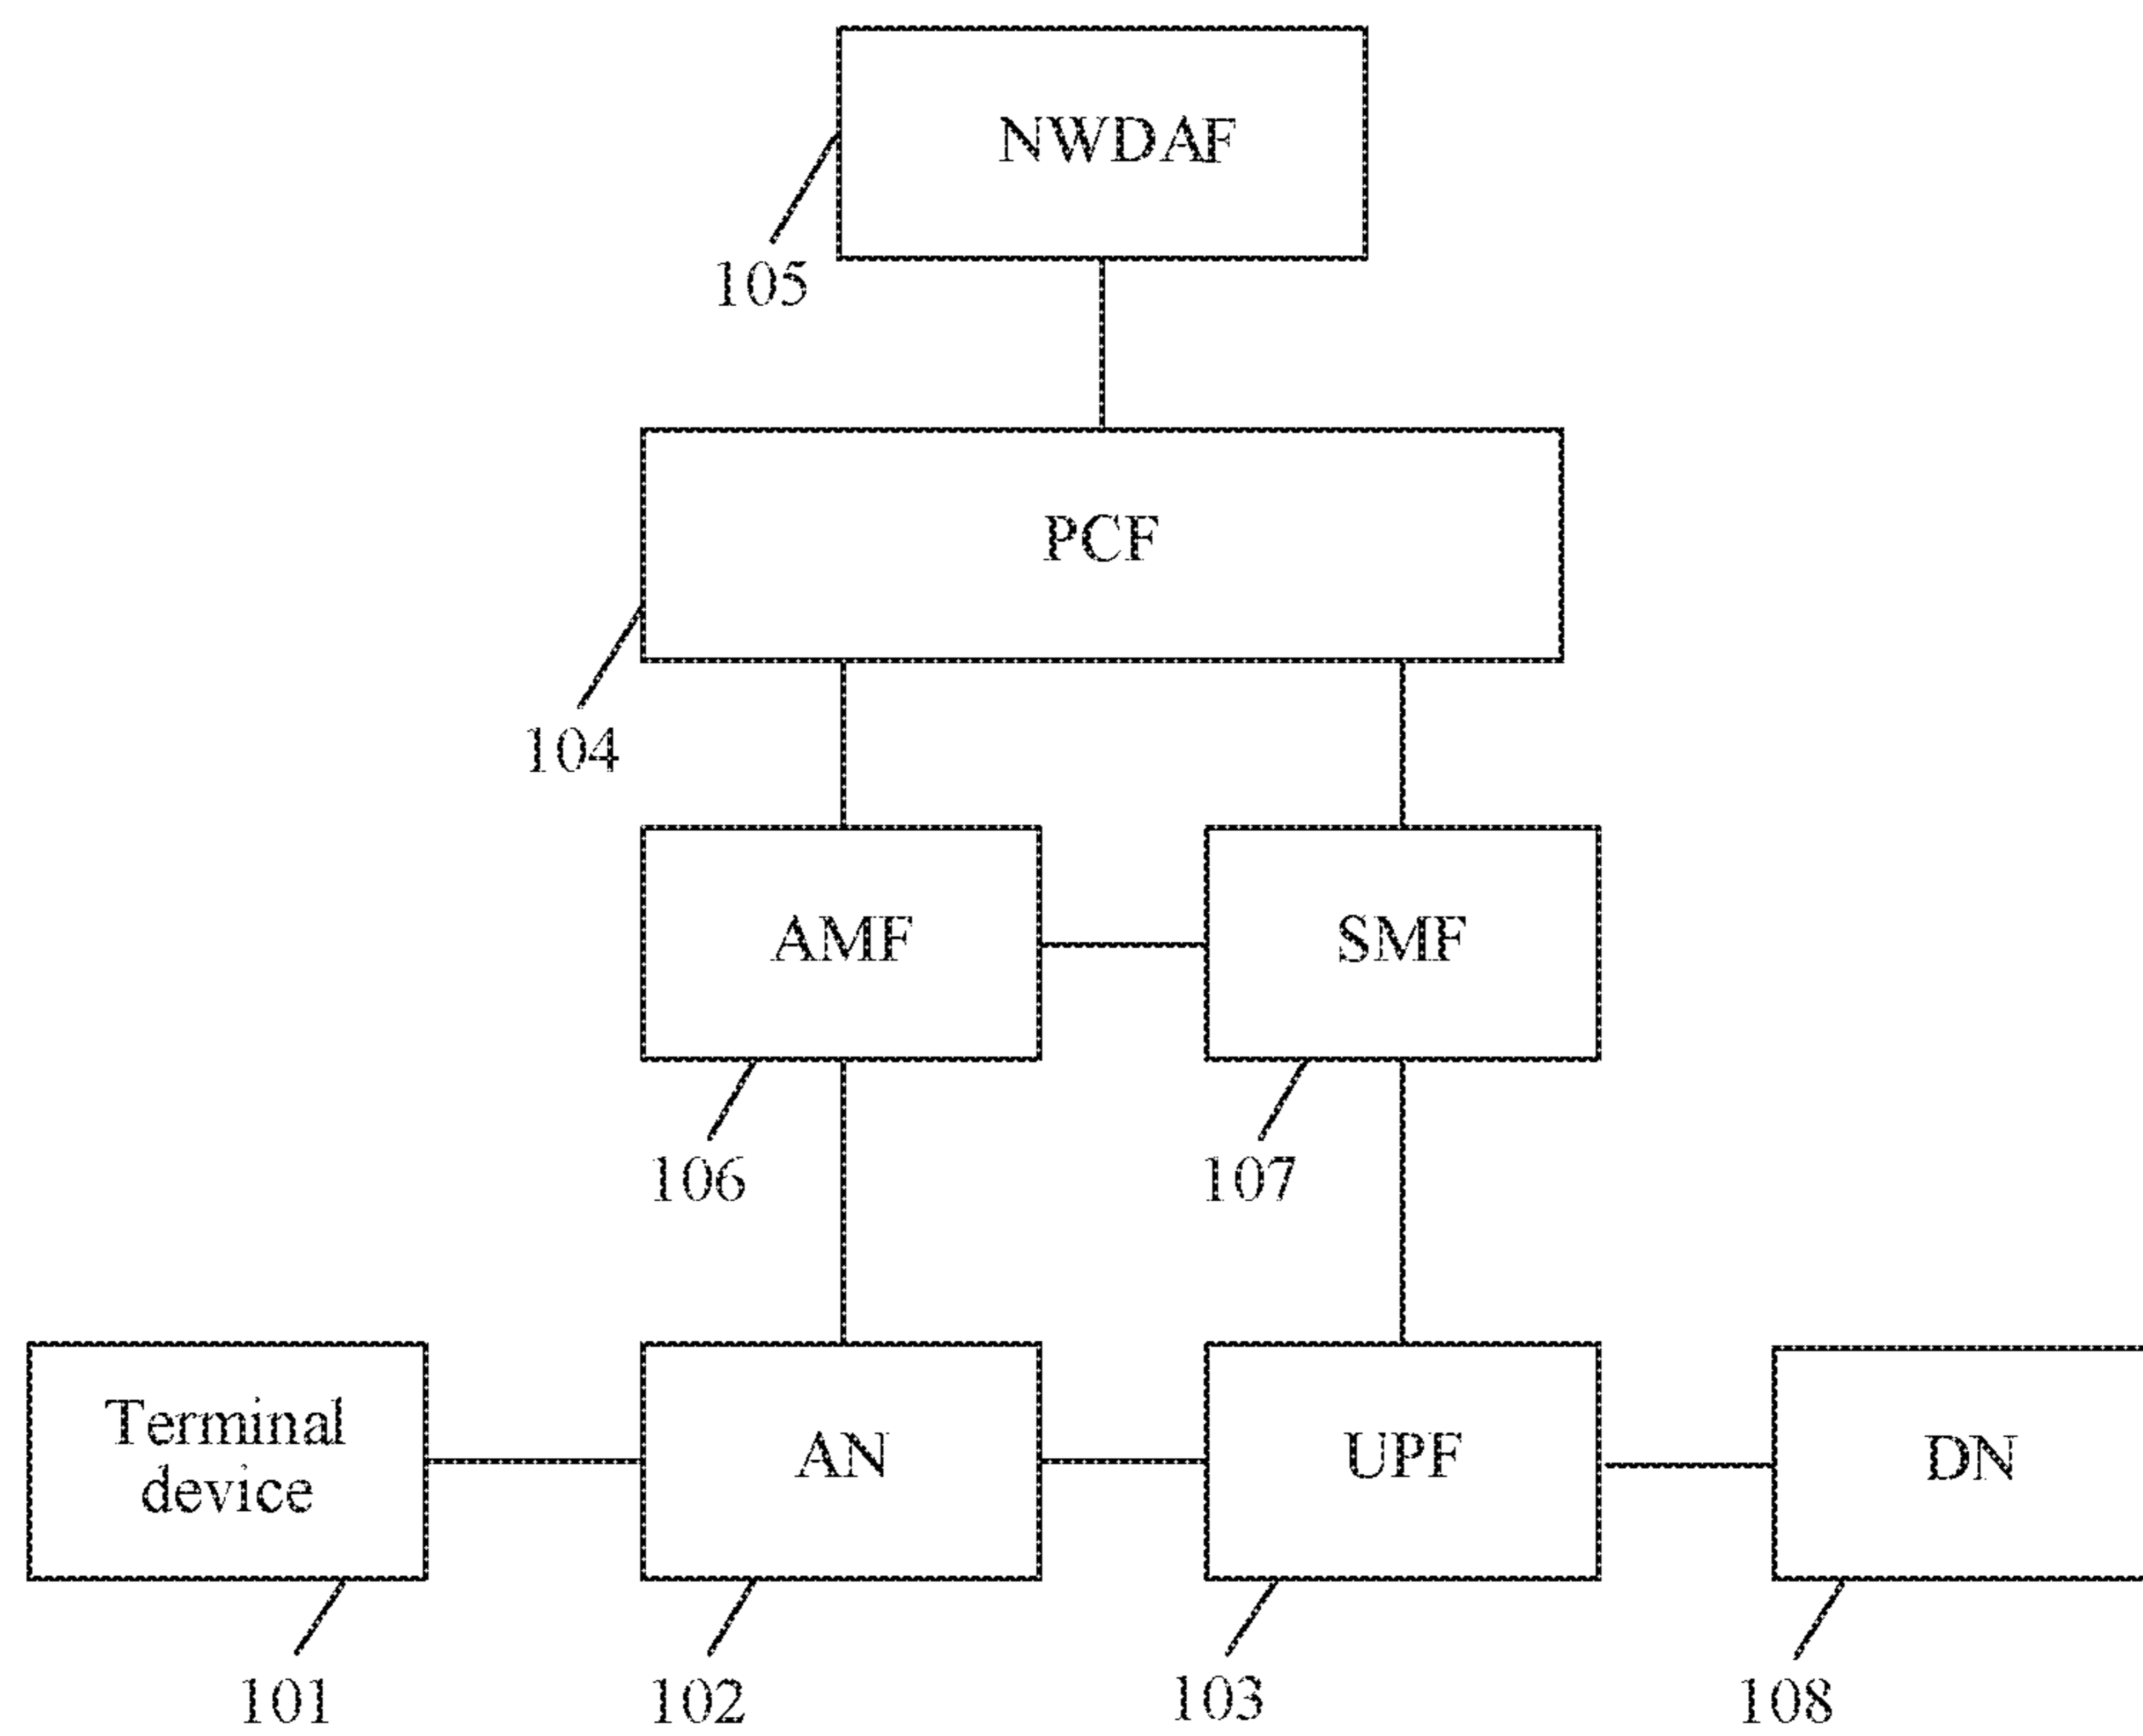 NWDAF
105
PCF
104
AMF
SMF
106
107
Terminal
device
AN
UPF
DN
101
102
103
108